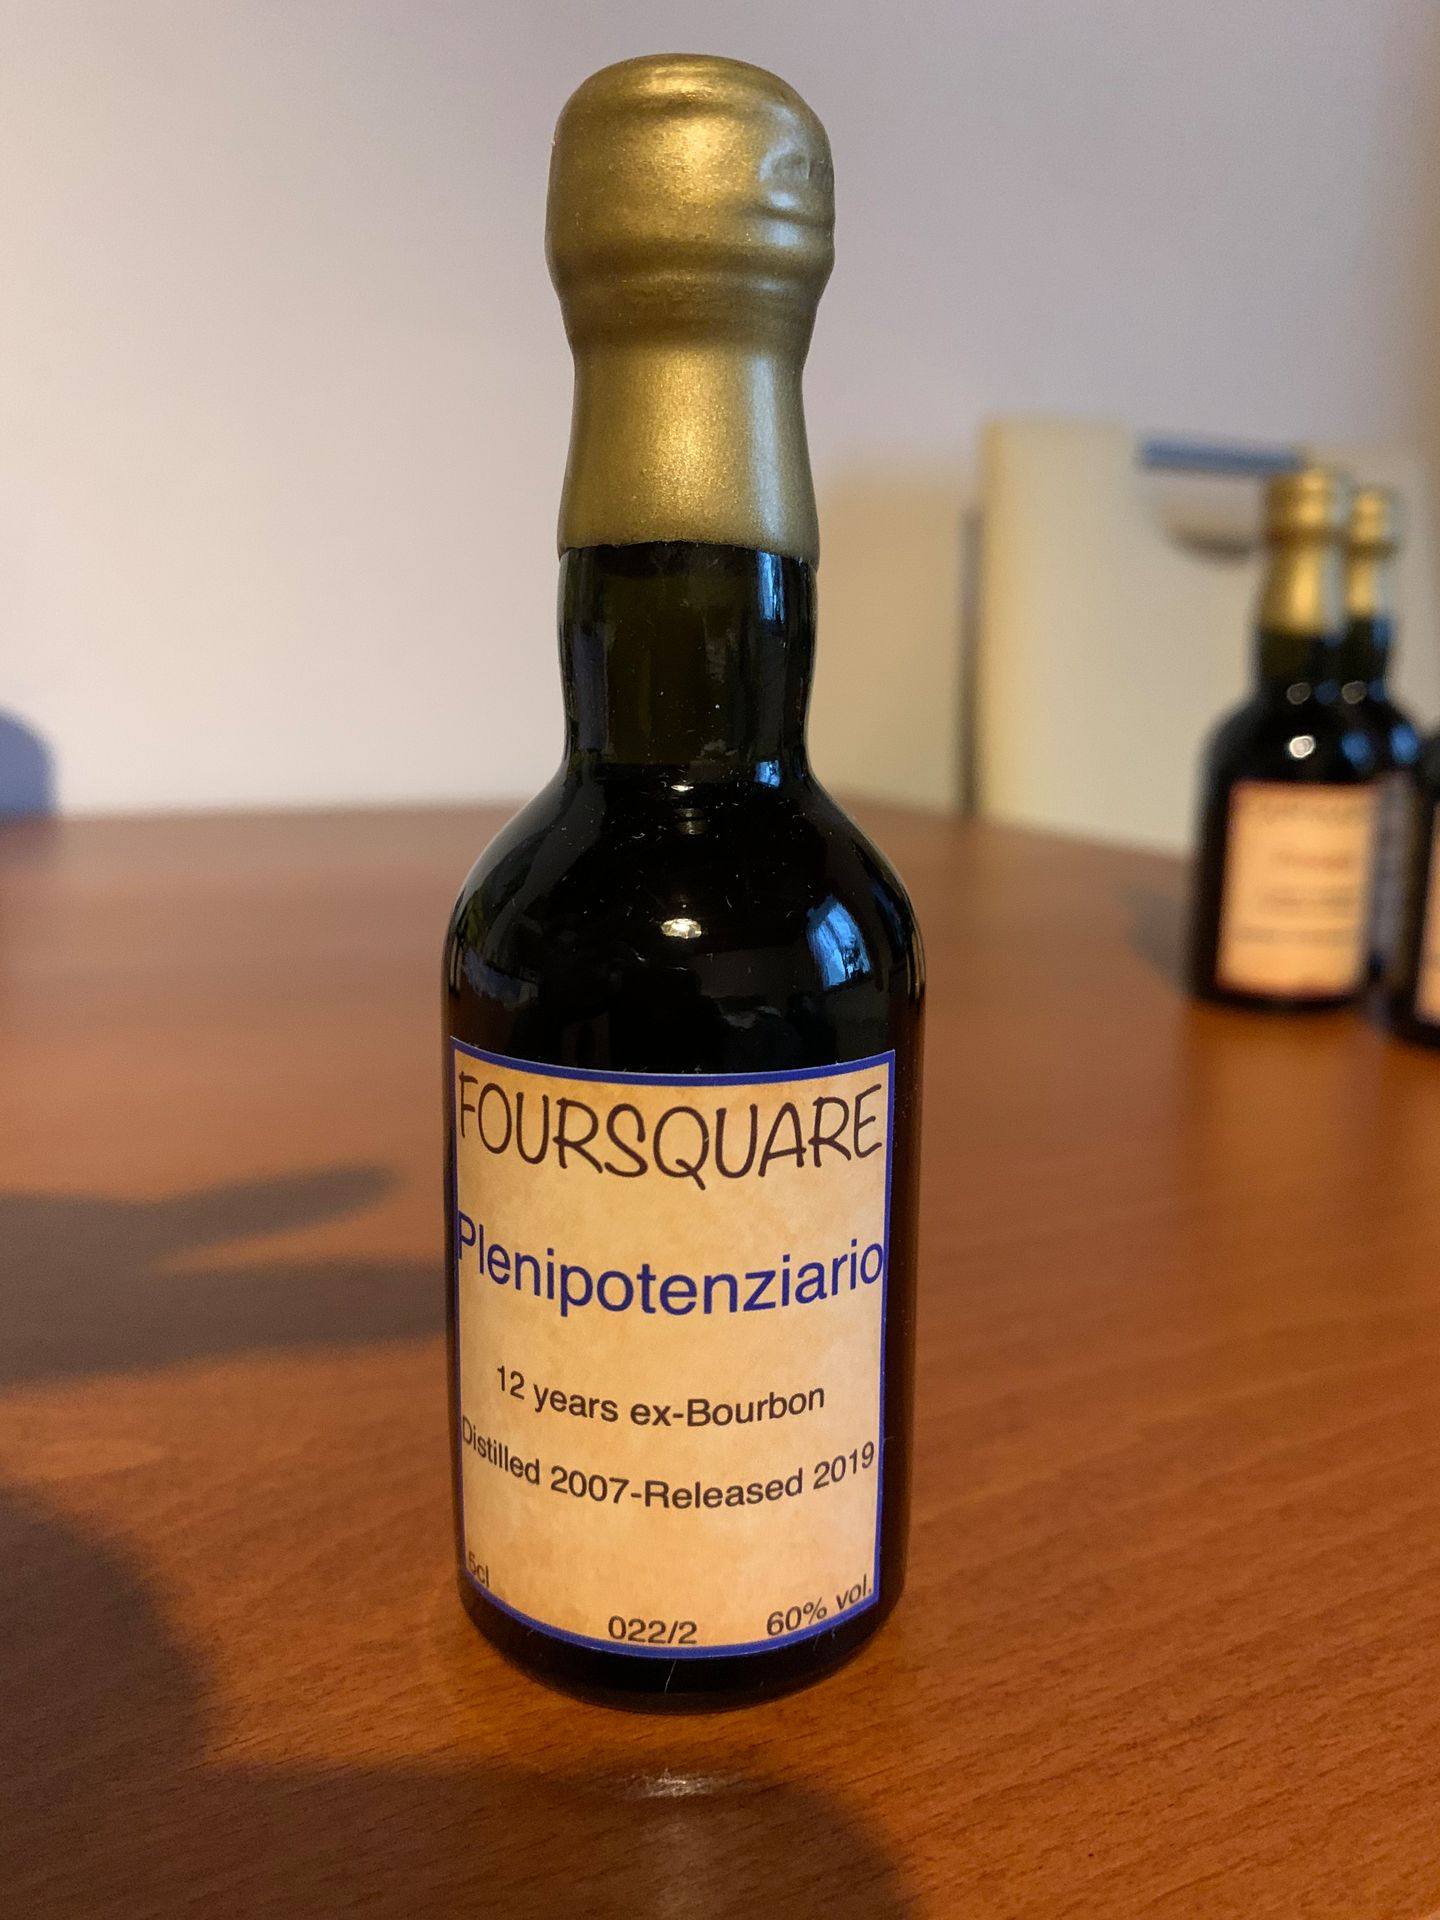 FOURSQUARE
Plenipotenziario
12 years ex-Bourbon
Distilled 2007-Released 2019
5cl
022/2
60% vol.